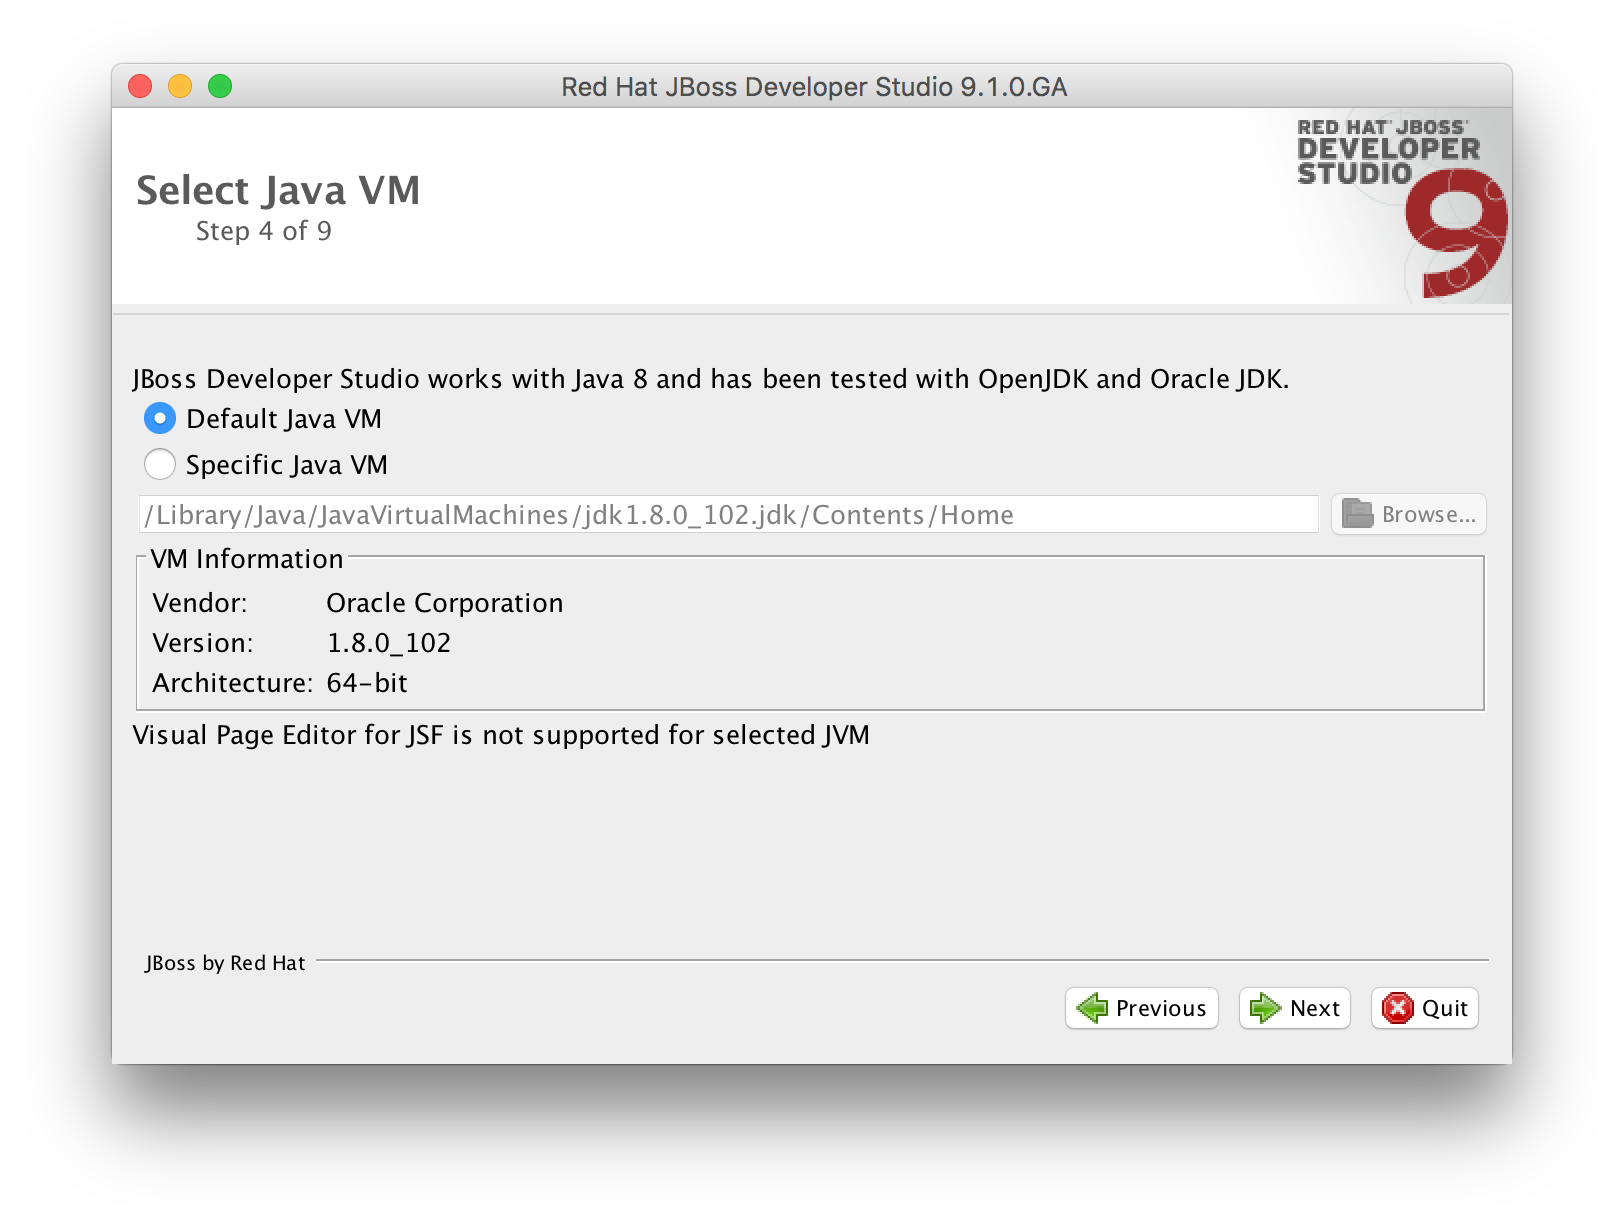 Red Hat JBoss Developer Studio 9.1.0.GA
RED HAT JBOSS
DEVELOPER
STUDIO
9
Select Java VM
Step 4 of 9
JBoss Developer Studio works with Java 8 and has been tested with OpenJDK and Oracle JDK.
Default Java VM
Specific Java VM
/Library/Java/JavaVirtualMachines/jdk1.8.0_102.jdk/Contents/Home
Browse...
VM Information
Vendor: Oracle Corporation
Version: 1.8.0_102
Architecture: 64-bit
Visual Page Editor for JSF is not supported for selected JVM
JBoss by Red Hat
Previous
Next
Quit